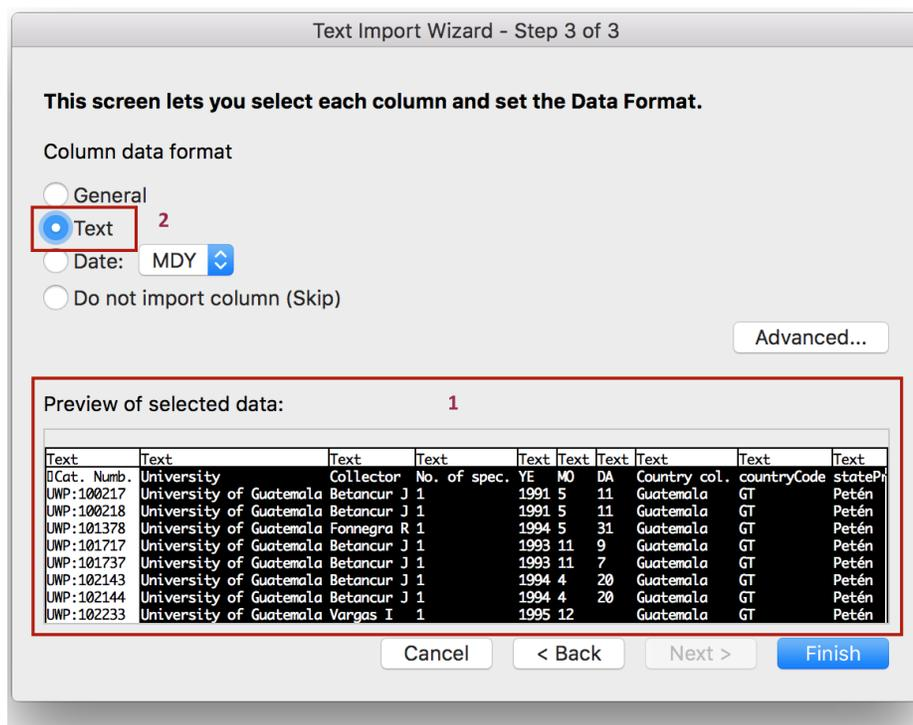 Text Import Wizard - Step 3 of 3
This screen lets you select each column and set the Data Format.
Column data format
General
Text 2
Date: MDY
Do not import column (Skip)
Advanced...
Preview of selected data: 1
Text Text Text Text Text Text Text Text Text Text
Cat. Numb. University Collector No. of spec. YE MO DA Country col. countryCode statePr
UWP:100217 University of Guatemala Betancur J 1 1991 5 11 Guatemala GT Petén
UWP:100218 University of Guatemala Betancur J 1 1991 5 11 Guatemala GT Petén
UWP:101378 University of Guatemala Fonnegra R 1 1994 5 31 Guatemala GT Petén
UWP:101717 University of Guatemala Betancur J 1 1993 11 9 Guatemala GT Petén
UWP:101737 University of Guatemala Betancur J 1 1993 11 7 Guatemala GT Petén
UWP:102143 University of Guatemala Betancur J 1 1994 4 20 Guatemala GT Petén
UWP:102144 University of Guatemala Betancur J 1 1994 4 20 Guatemala GT Petén
UWP:102233 University of Guatemala Vargas I 1 1995 12 Guatemala GT Petén
Cancel < Back Next > Finish